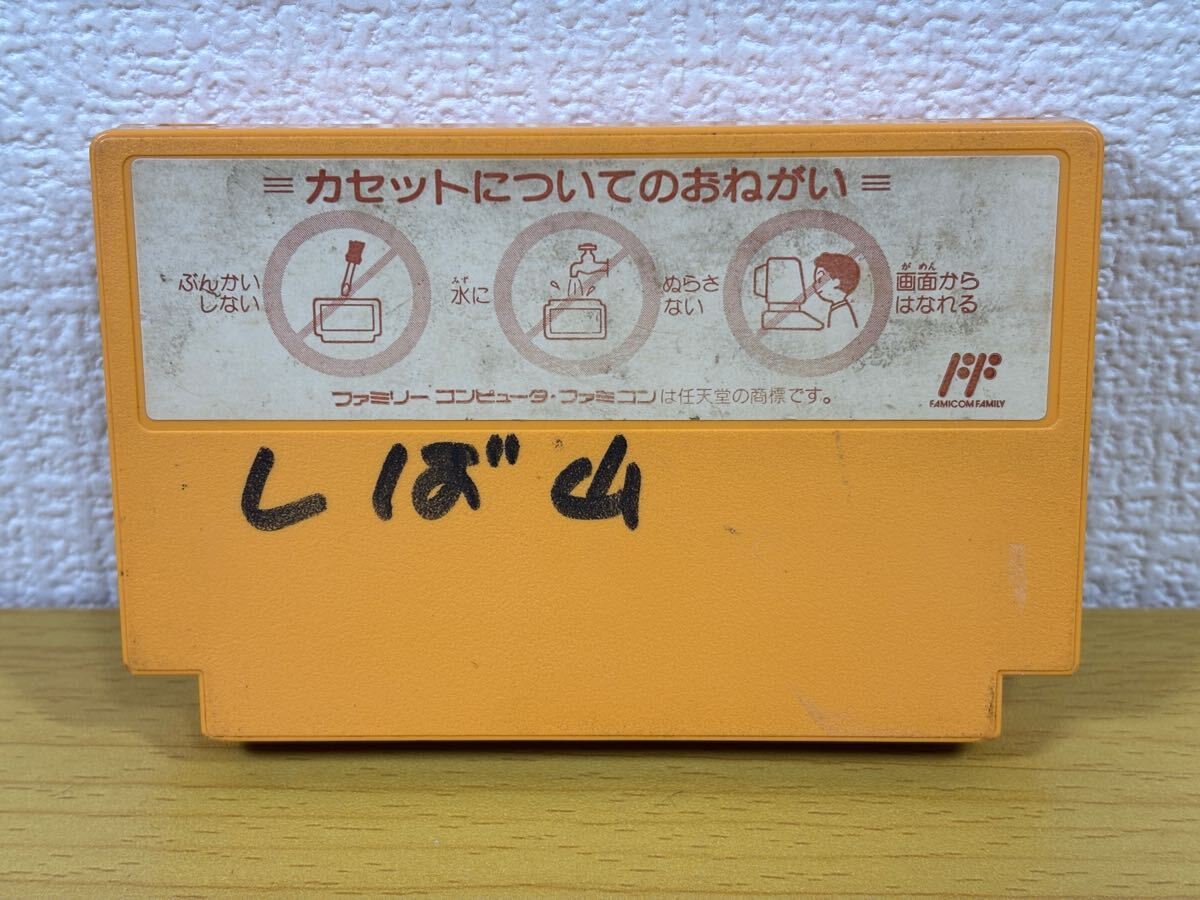 カセットについてのおねがい
ぶんかい
しない
みず
水に
ぬらさ
ない
が めん
画面から
はなれる
ファミリー コンピュータ・ファミコンは任天堂の商標です。
FAMICOM FAMILY
しば山